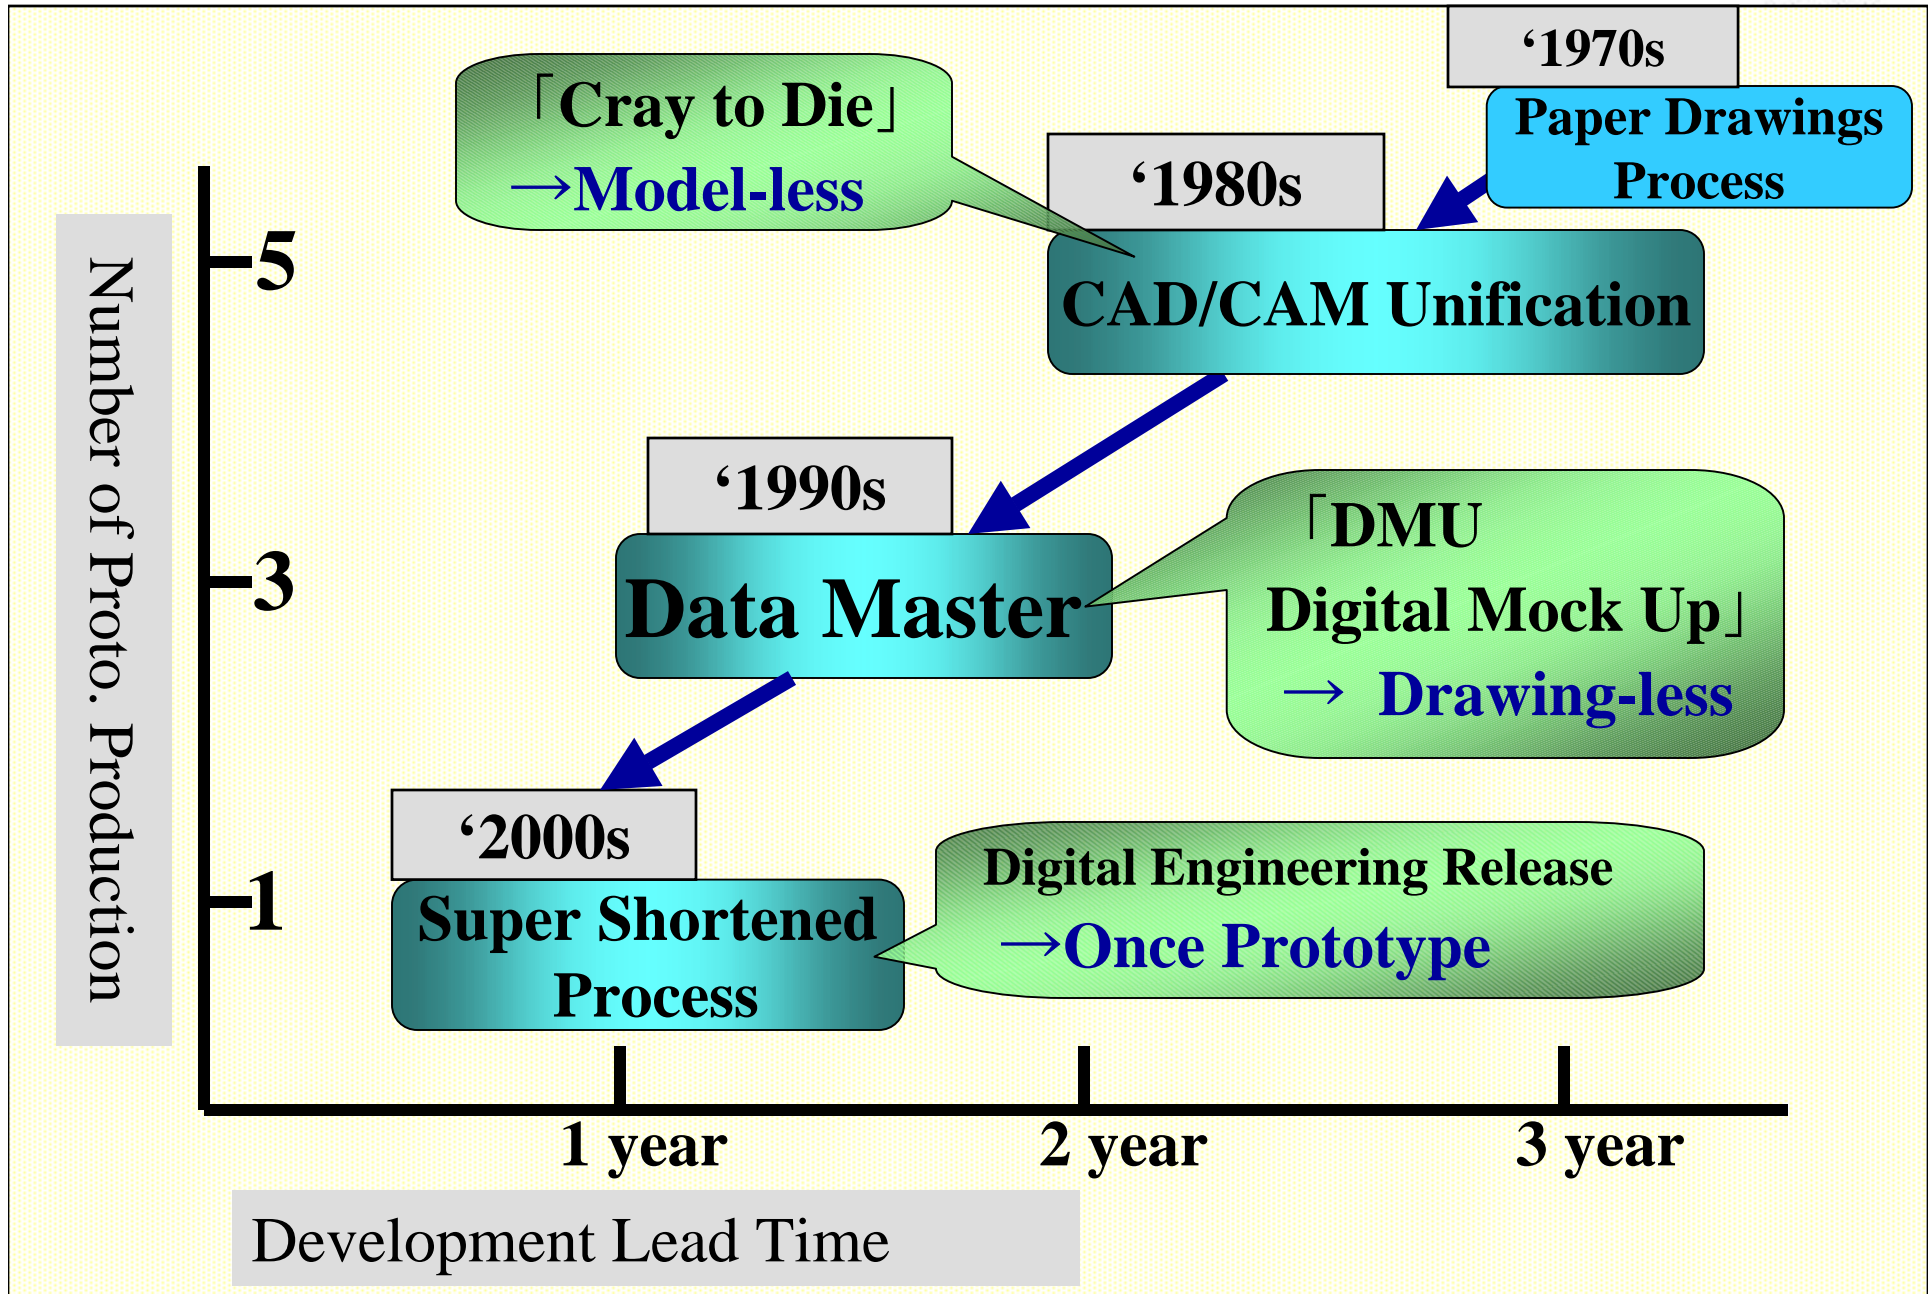 ‘1970s
Paper Drawings
Process
「Cray to Die」
→Model-less
‘1980s
CAD/CAM Unification
‘1990s
Data Master
「DMU
Digital Mock Up」
→ Drawing-less
‘2000s
Super Shortened
Process
Digital Engineering Release
→Once Prototype
Number of Proto. Production
5
3
1
1 year
2 year
3 year
Development Lead Time